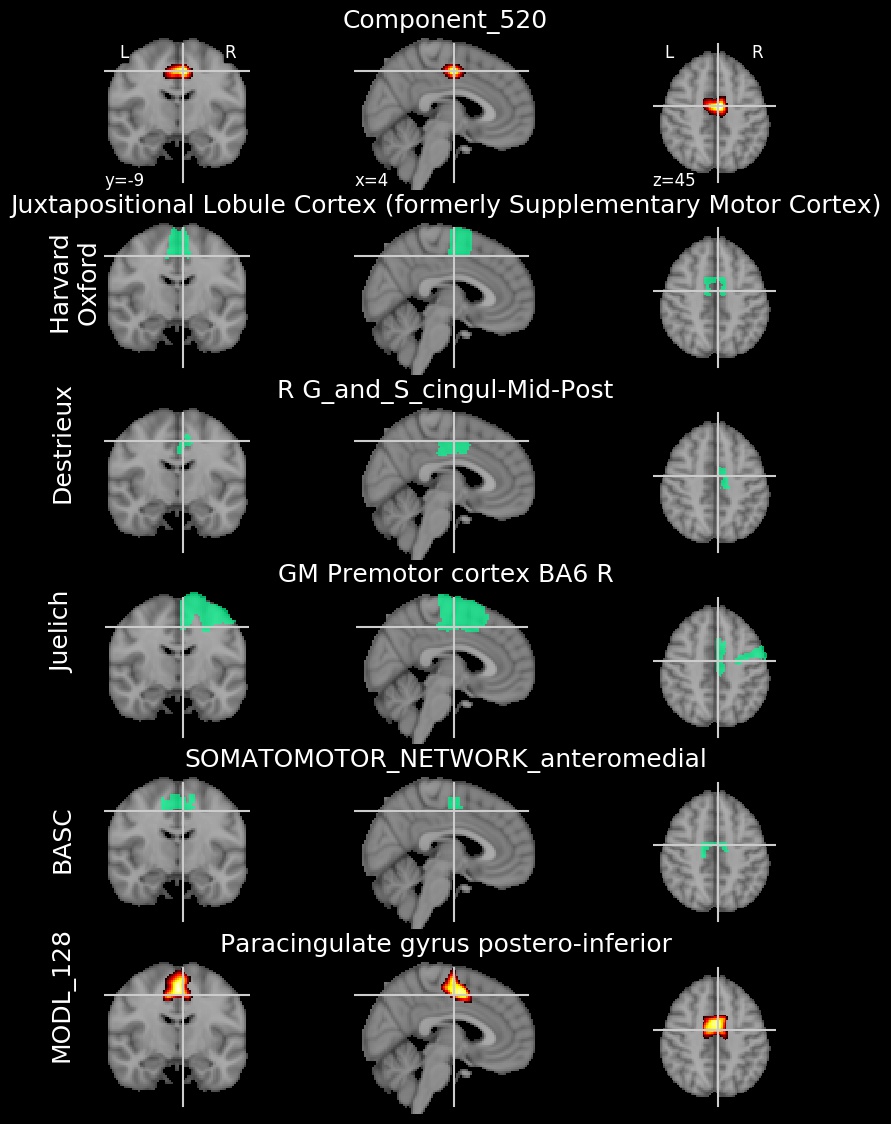 Component_520
L R L R
y=-9 x=4 z=45
Juxtapositional Lobule Cortex (formerly Supplementary Motor Cortex)
Harvard
Oxford
R G_and_S_cingul-Mid-Post
Destrieux
GM Premotor cortex BA6 R
Juelich
SOMATOMOTOR_NETWORK_anteromedial
BASC
Paracingulate gyrus postero-inferior
MODL_128